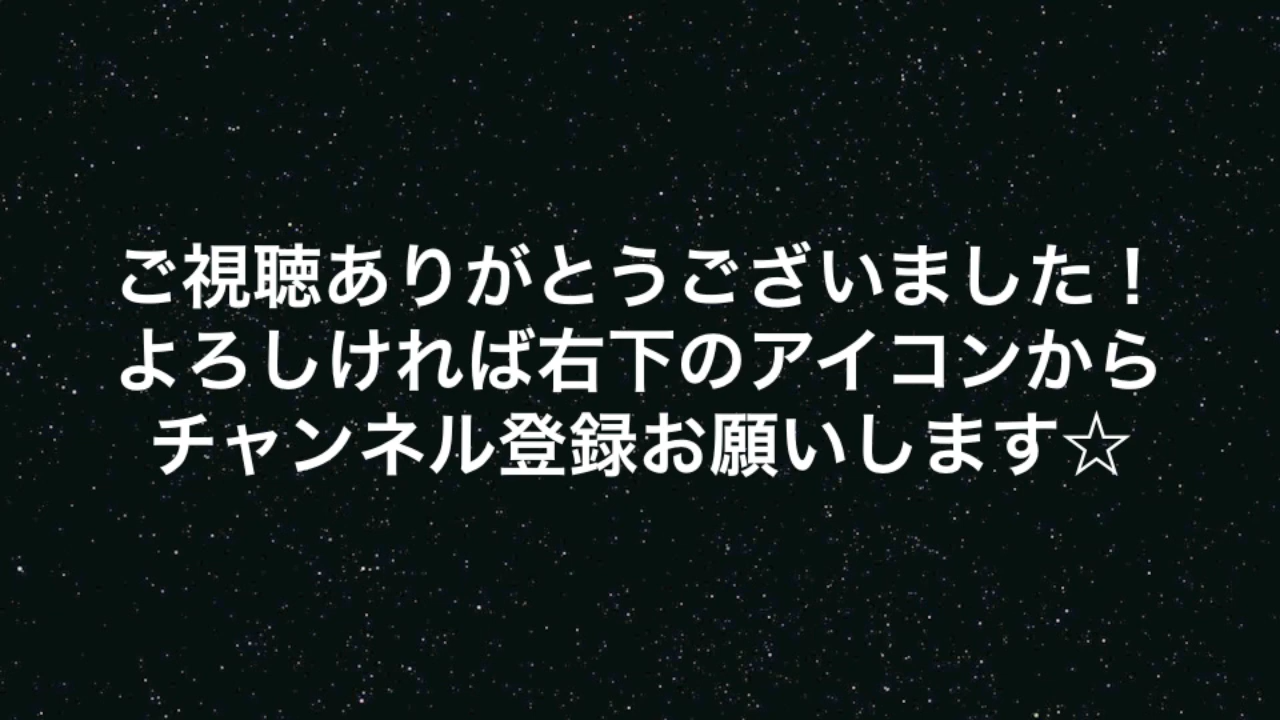 ご視聴ありがとうございました！
よろしければ右下のアイコンから
チャンネル登録お願いします☆